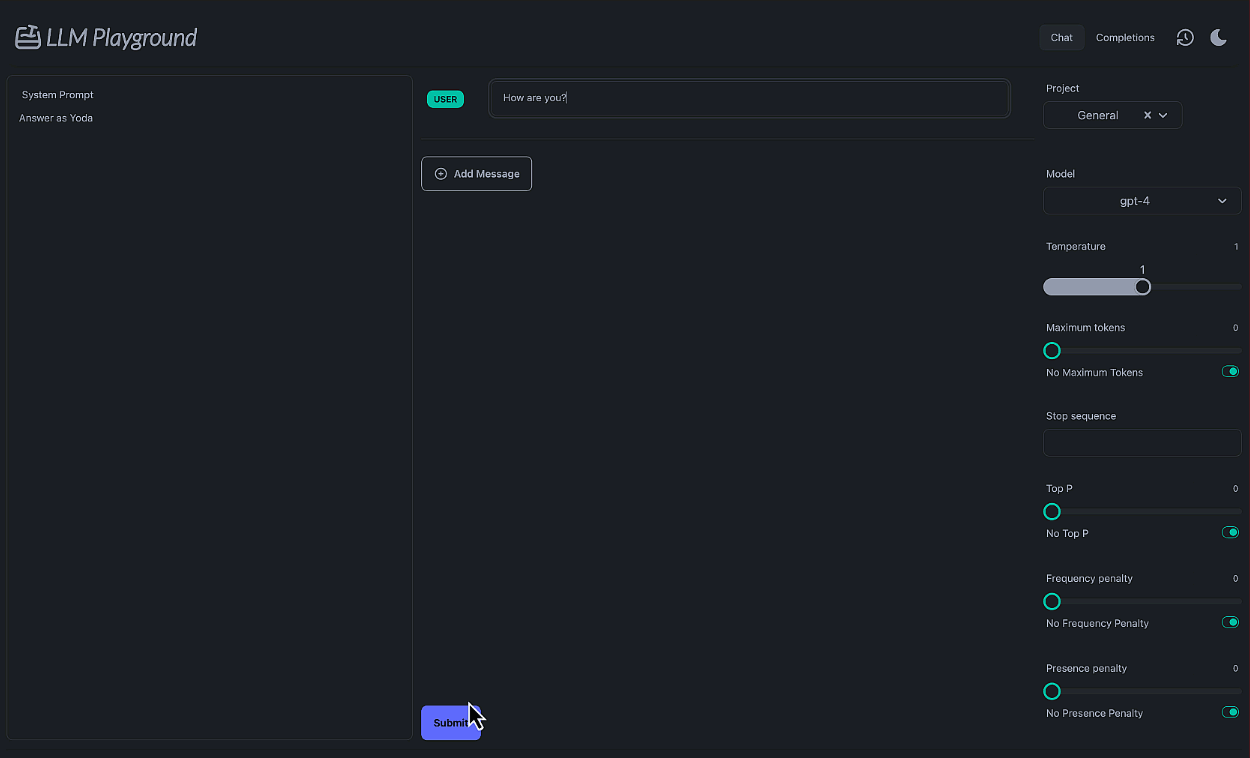 LLM Playground
Chat
Completions
System Prompt
Answer as Yoda
USER
How are you?
Add Message
Submit
Project
General
Model
gpt-4
Temperature
1
1
Maximum tokens
0
No Maximum Tokens
Stop sequence
Top P
0
No Top P
Frequency penalty
0
No Frequency Penalty
Presence penalty
0
No Presence Penalty